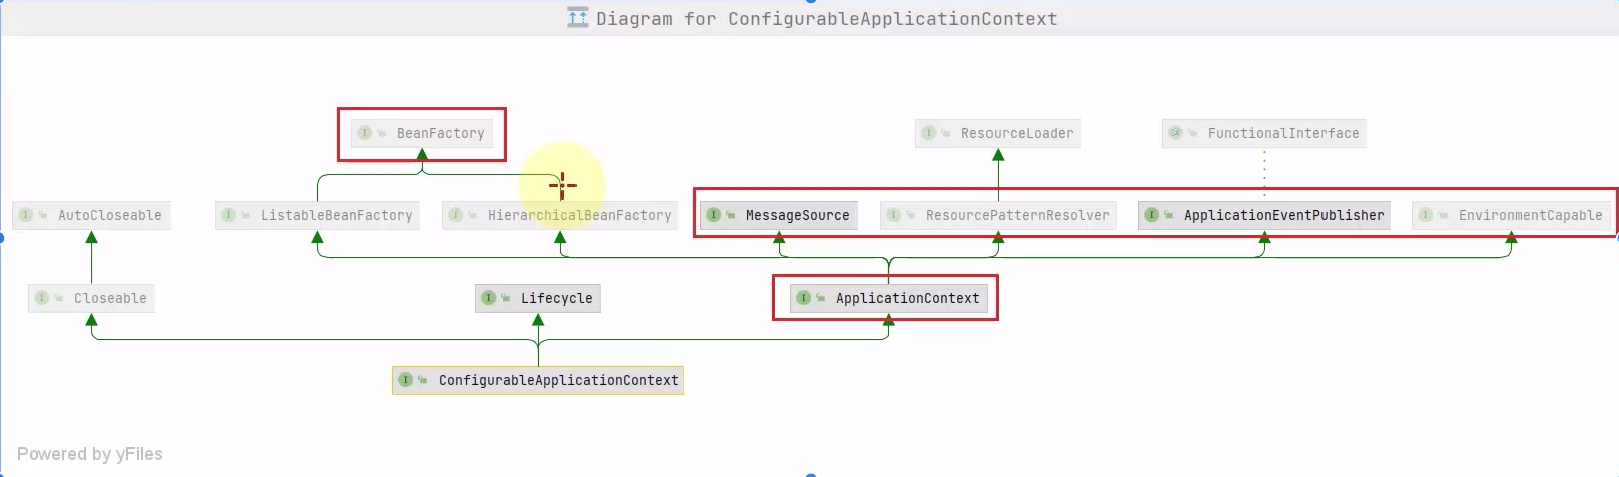 Diagram for ConfigurableApplicationContext
I BeanFactory
I ResourceLoader
@ FunctionalInterface
I AutoCloseable
I ListableBeanFactory
I HierarchicalBeanFactory
I MessageSource
I ResourcePatternResolver
I ApplicationEventPublisher
I EnvironmentCapable
I Closeable
I Lifecycle
I ApplicationContext
I ConfigurableApplicationContext
Powered by yFiles